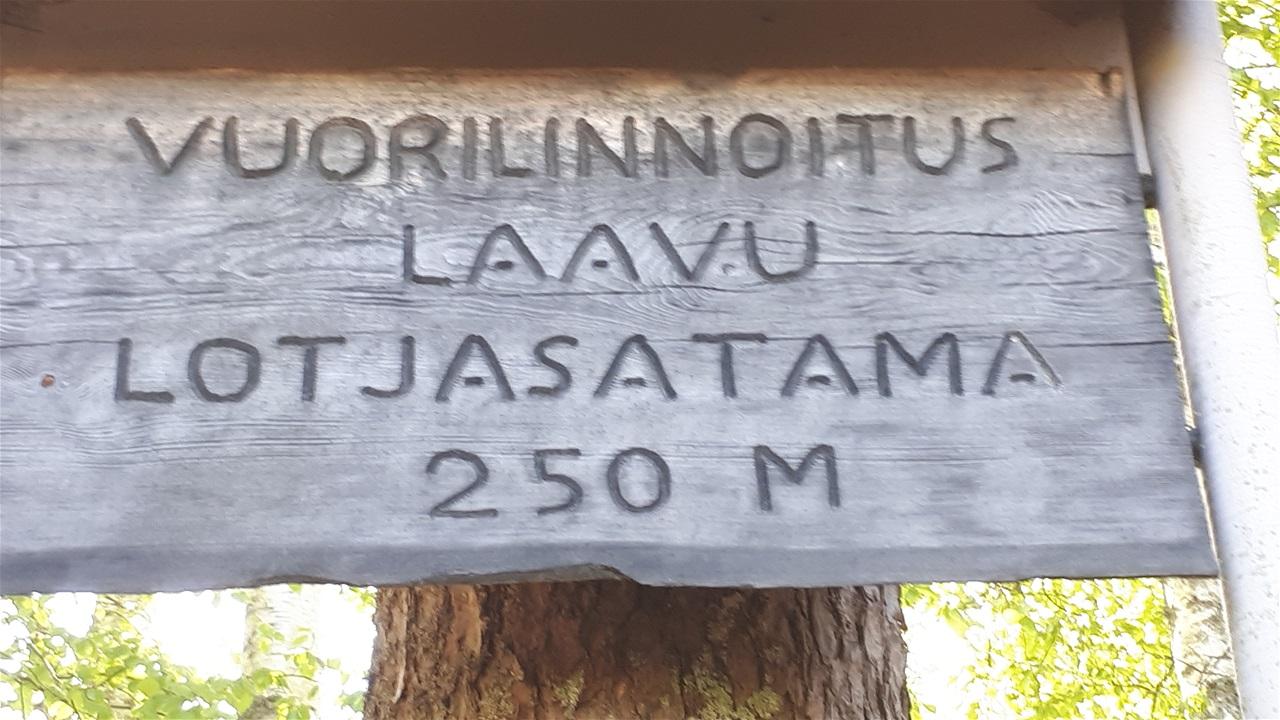 VUORILINNOITUS
LAAVU
LOTJASATAMA
250 M